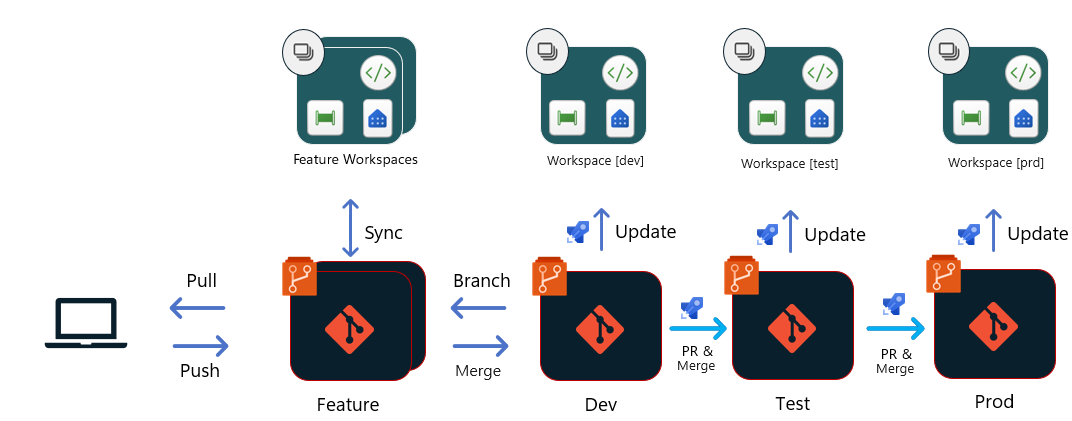 Feature Workspaces
Workspace [dev]
Workspace [test]
Workspace [prd]
Sync
Update
Update
Update
Pull
Push
Branch
Merge
PR &
Merge
PR &
Merge
Feature
Dev
Test
Prod